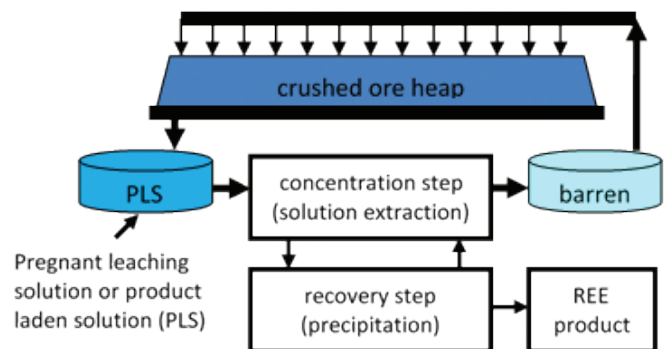 crushed ore heap
PLS
concentration step
(solution extraction)
barren
Pregnant leaching
solution or product
laden solution (PLS)
recovery step
(precipitation)
REE
product